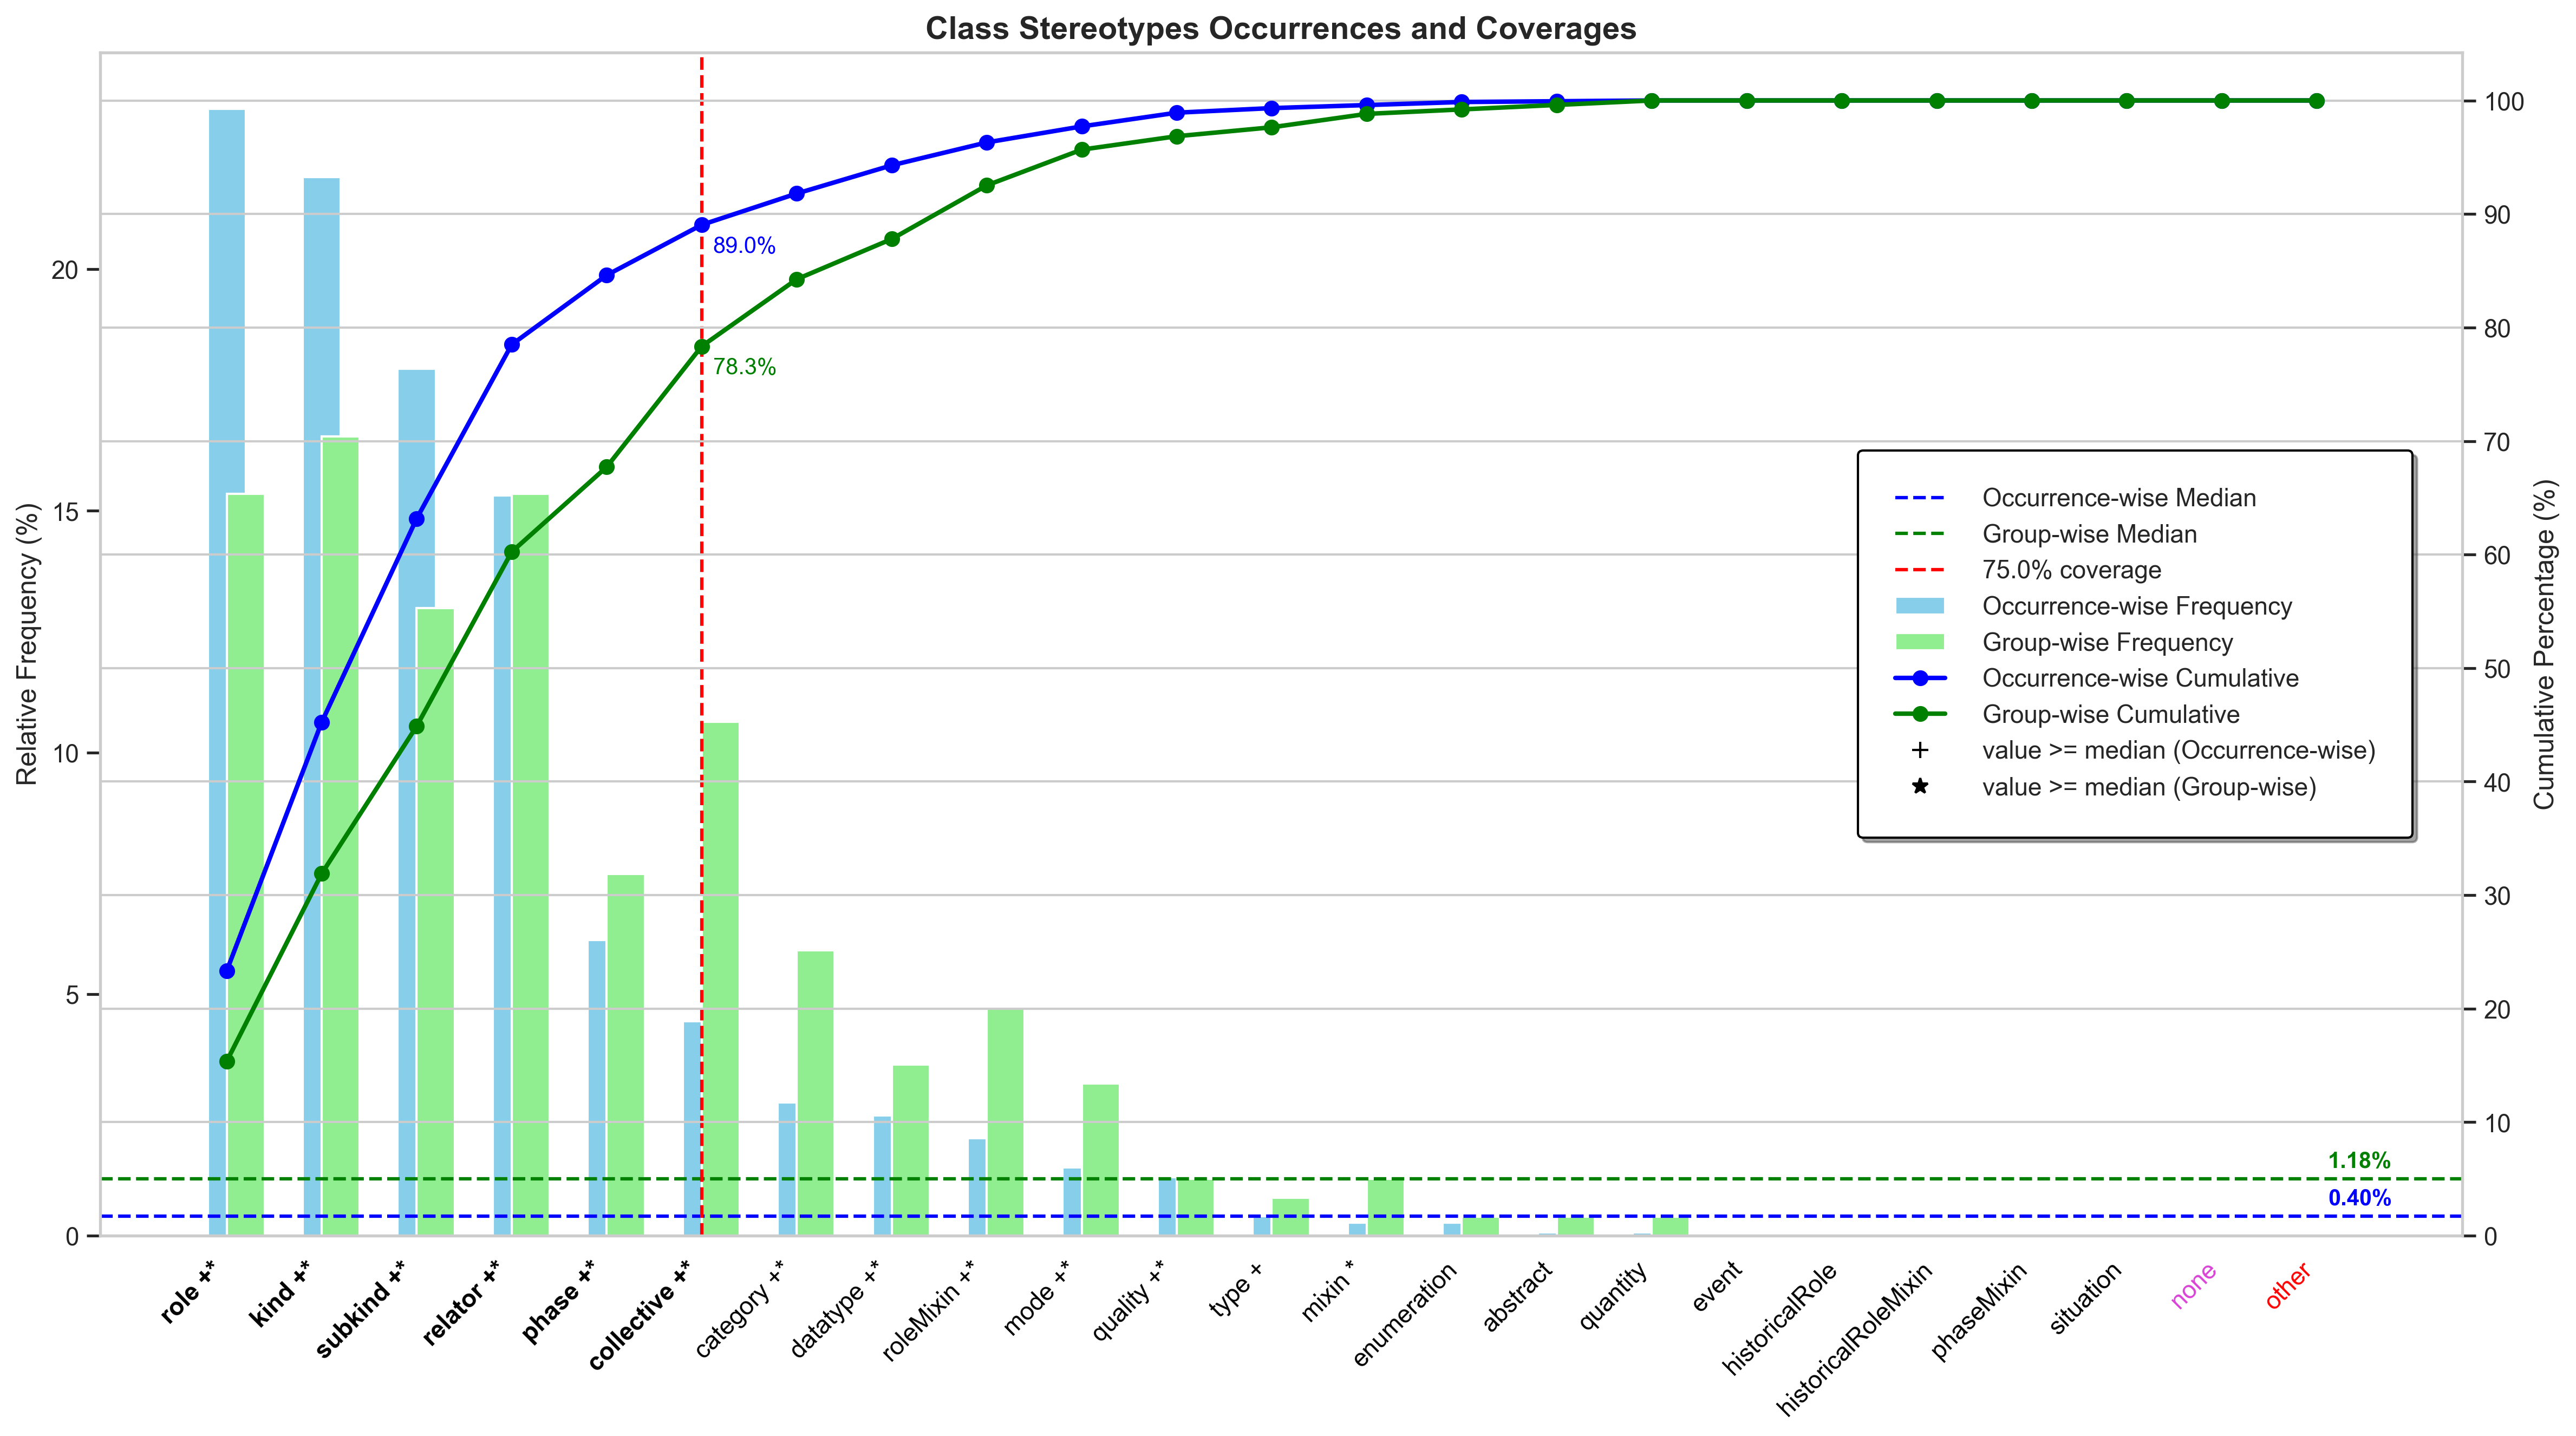 Class Stereotypes Occurrences and Coverages
Relative Frequency (%)
20
15
10
5
0
100
90
80
70
60
50
40
30
20
10
0
Cumulative Percentage (%)
89.0%
78.3%
Occurrence-wise Median
Group-wise Median
75.0% coverage
Occurrence-wise Frequency
Group-wise Frequency
Occurrence-wise Cumulative
Group-wise Cumulative
value >= median (Occurrence-wise)
value >= median (Group-wise)
1.18%
0.40%
role +*
kind +*
subkind +*
relator +*
phase +*
collective +*
category +*
datatype +*
roleMixin +*
mode +*
quality +*
type +
mixin *
enumeration
abstract
quantity
event
historicalRole
historicalRoleMixin
phaseMixin
situation
none
other